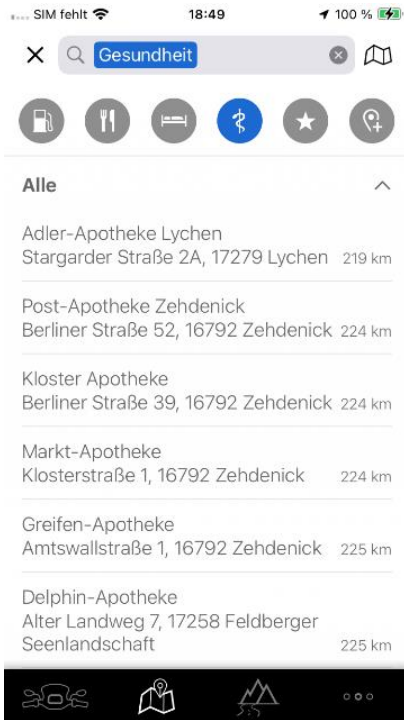 SIM fehlt 18:49 100 %
Gesundheit
Alle
Adler-Apotheke Lychen
Stargarder Straße 2A, 17279 Lychen 219 km
Post-Apotheke Zehdenick
Berliner Straße 52, 16792 Zehdenick 224 km
Kloster Apotheke
Berliner Straße 39, 16792 Zehdenick 224 km
Markt-Apotheke
Klosterstraße 1, 16792 Zehdenick 224 km
Greifen-Apotheke
Amtswallstraße 1, 16792 Zehdenick 225 km
Delphin-Apotheke
Alter Landweg 7, 17258 Feldberger
Seenlandschaft 225 km